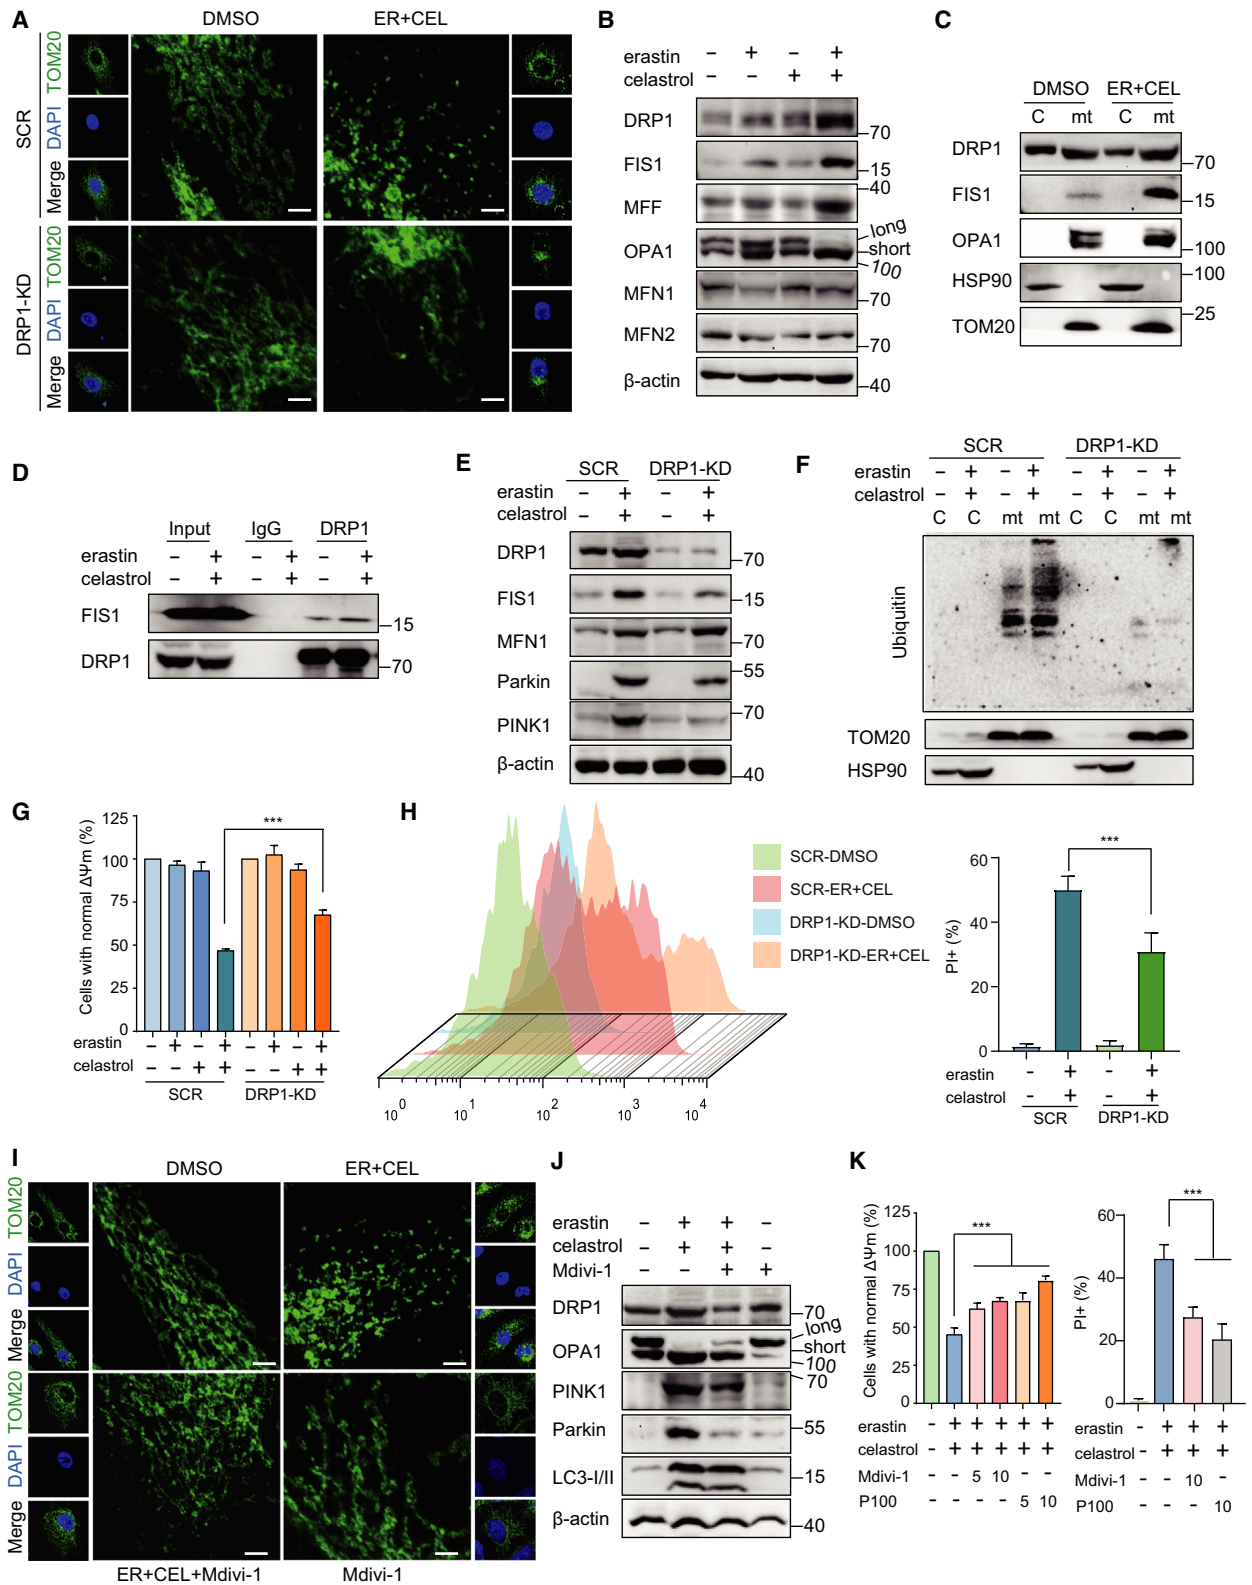 A
DMSO
ER+CEL
SCR
TOM20
DAPI
Merge
DRP1-KD
TOM20
DAPI
Merge
B
erastin - + - +
celastrol - - + +
DRP1
70
FIS1
15
40
MFF
OPA1
long
short
100
MFN1
70
MFN2
70
β-actin
40
C
DMSO ER+CEL
C mt C mt
DRP1
70
FIS1
15
OPA1
100
HSP90
100
TOM20
25
D
Input IgG DRP1
erastin - + - + - +
celastrol - + - + - +
FIS1
15
DRP1
70
E
SCR DRP1-KD
erastin - + - +
celastrol - + - +
DRP1
70
FIS1
15
MFN1
70
Parkin
55
PINK1
70
β-actin
40
F
SCR DRP1-KD
erastin - + - + - + - +
celastrol - + - + - + - +
C C mt mt C C mt mt
Ubiquitin
TOM20
HSP90
G
Cells with normal ΔΨm (%)
125
100
75
50
25
0
***
erastin - + - + - + - +
celastrol - - + + - - + +
SCR DRP1-KD
H
10^0 10^1 10^2 10^3 10^4
SCR-DMSO
SCR-ER+CEL
DRP1-KD-DMSO
DRP1-KD-ER+CEL
PI+ (%)
60
40
20
0
***
erastin - + - +
celastrol - + - +
SCR DRP1-KD
I
DMSO
ER+CEL
TOM20
DAPI
Merge
TOM20
DAPI
Merge
ER+CEL+Mdivi-1
Mdivi-1
J
erastin - + + -
celastrol - + + -
Mdivi-1 - - + +
DRP1
70
OPA1
long
short
100
PINK1
70
Parkin
55
LC3-I/II
15
β-actin
40
K
Cells with normal ΔΨm (%)
125
100
75
50
25
0
***
erastin - + + + + +
celastrol - + + + + +
Mdivi-1 - - 5 10 - -
P100 - - - - 5 10
PI+ (%)
60
40
20
0
***
erastin - + + +
celastrol - + + +
Mdivi-1 - - 10 -
P100 - - - 10